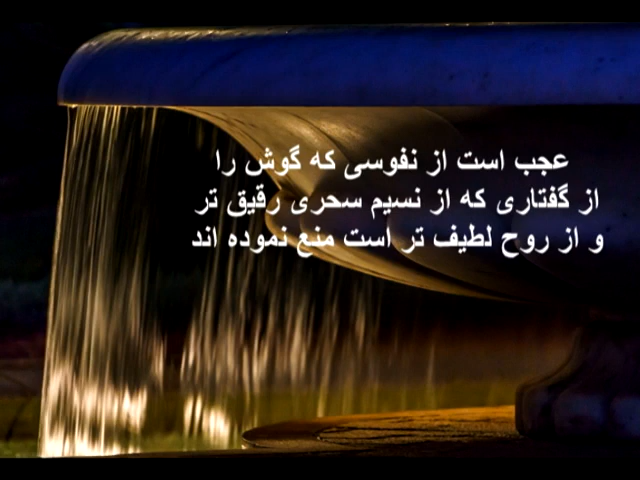 عجب است از نفوسی که گوش را
از گفتاری که از نسیم سحری رقیق تر
و از روح لطیف تر است منع نموده اند